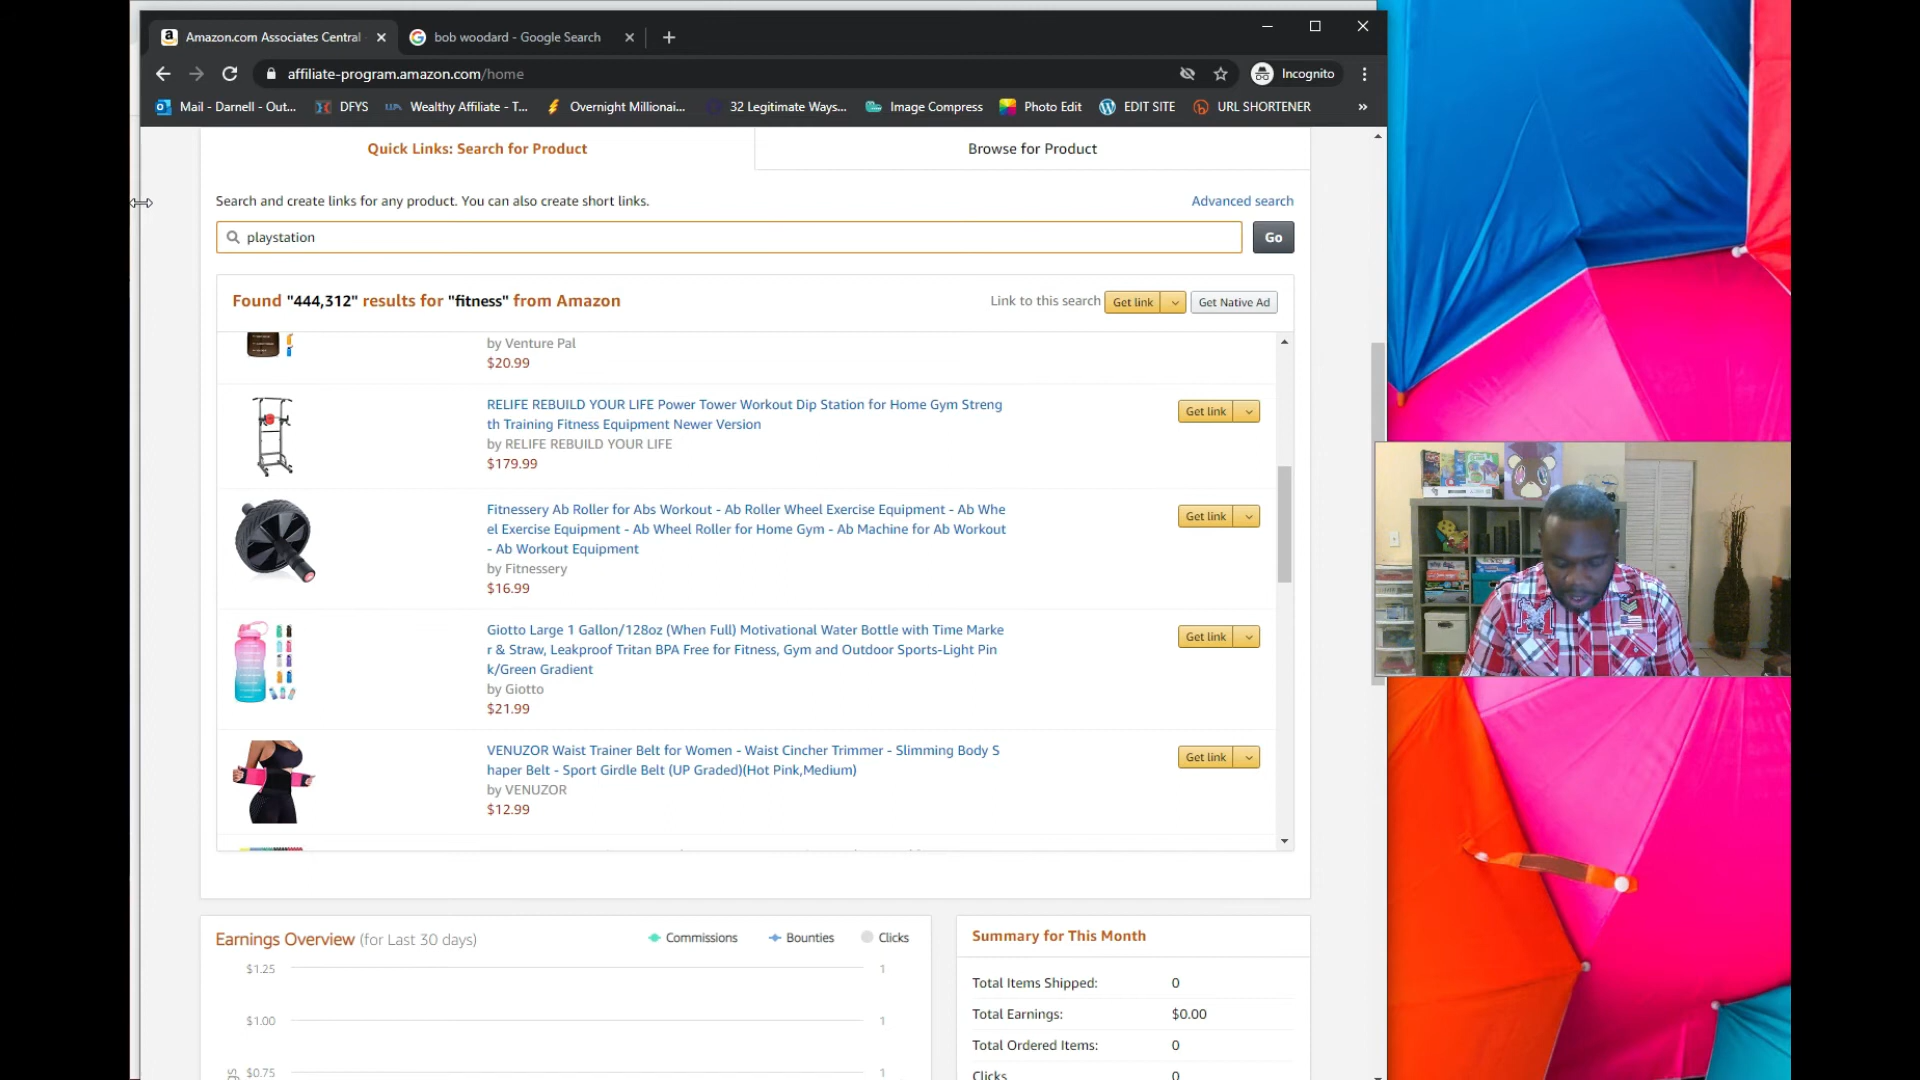 Amazon.com Associates Central
bob woodard - Google Search
affiliate-program.amazon.com/home
Incognito
Mail - Darnell - Out...
DFYS
Wealthy Affiliate - T...
Overnight Millionai...
32 Legitimate Ways...
Image Compress
Photo Edit
EDIT SITE
URL SHORTENER
»
Quick Links: Search for Product
Browse for Product
Search and create links for any product. You can also create short links.
Advanced search
playstation
Go
Found "444,312" results for "fitness" from Amazon
Link to this search
Get link
Get Native Ad
by Venture Pal
$20.99
RELIFE REBUILD YOUR LIFE Power Tower Workout Dip Station for Home Gym Streng
th Training Fitness Equipment Newer Version
by RELIFE REBUILD YOUR LIFE
$179.99
Get link
Fitnessery Ab Roller for Abs Workout - Ab Roller Wheel Exercise Equipment - Ab Whe
el Exercise Equipment - Ab Wheel Roller for Home Gym - Ab Machine for Ab Workout
- Ab Workout Equipment
by Fitnessery
$16.99
Get link
Giotto Large 1 Gallon/128oz (When Full) Motivational Water Bottle with Time Marke
r & Straw, Leakproof Tritan BPA Free for Fitness, Gym and Outdoor Sports-Light Pin
k/Green Gradient
by Giotto
$21.99
Get link
VENUZOR Waist Trainer Belt for Women - Waist Cincher Trimmer - Slimming Body S
haper Belt - Sport Girdle Belt (UP Graded)(Hot Pink,Medium)
by VENUZOR
$12.99
Get link
Earnings Overview (for Last 30 days)
Commissions
Bounties
Clicks
$1.25
1
$1.00
1
$0.75
1
Summary for This Month
Total Items Shipped: 0
Total Earnings: $0.00
Total Ordered Items: 0
Clicks 0